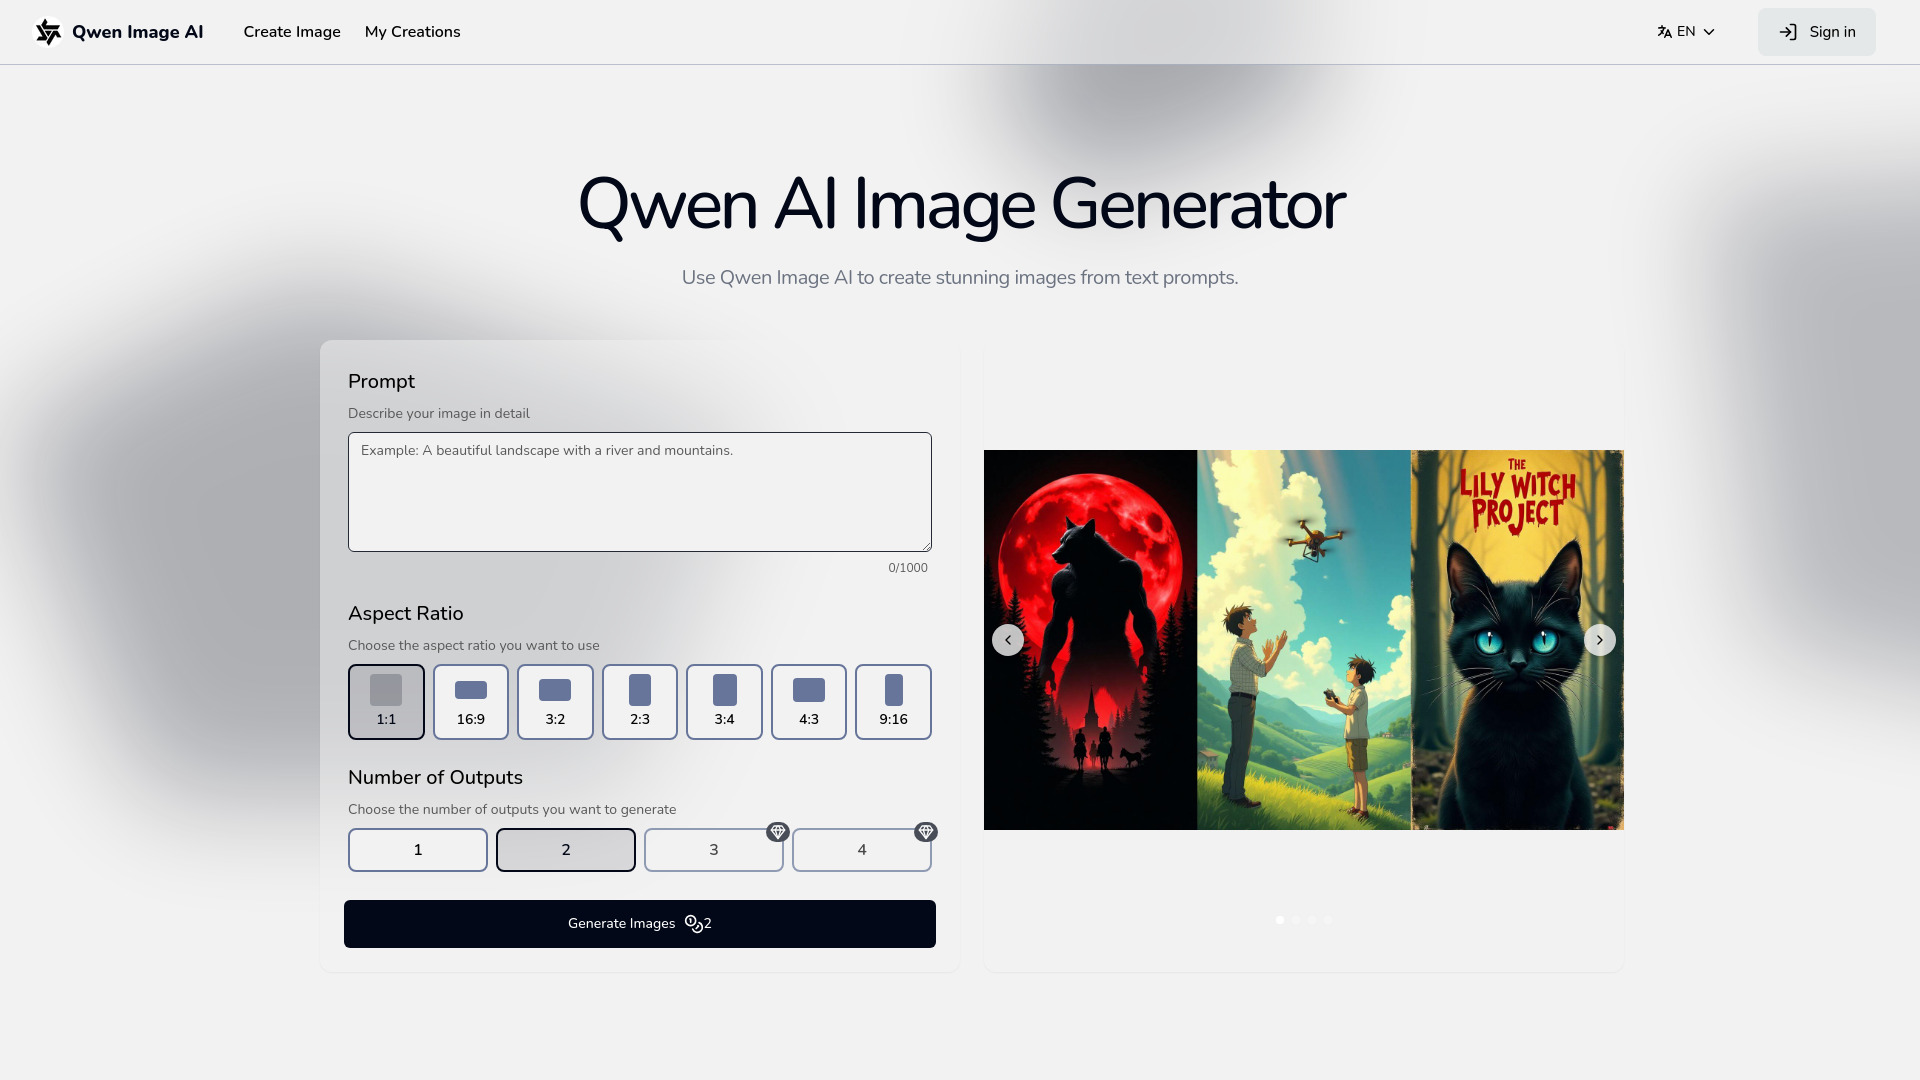 Qwen Image AI
Create Image
My Creations
EN
Sign in
Qwen AI Image Generator
Use Qwen Image AI to create stunning images from text prompts.
Prompt
Describe your image in detail
Example: A beautiful landscape with a river and mountains.
0/1000
Aspect Ratio
Choose the aspect ratio you want to use
1:1
16:9
3:2
2:3
3:4
4:3
9:16
Number of Outputs
Choose the number of outputs you want to generate
1
2
3
4
Generate Images 2
THE
LILY WITCH
PROJECT